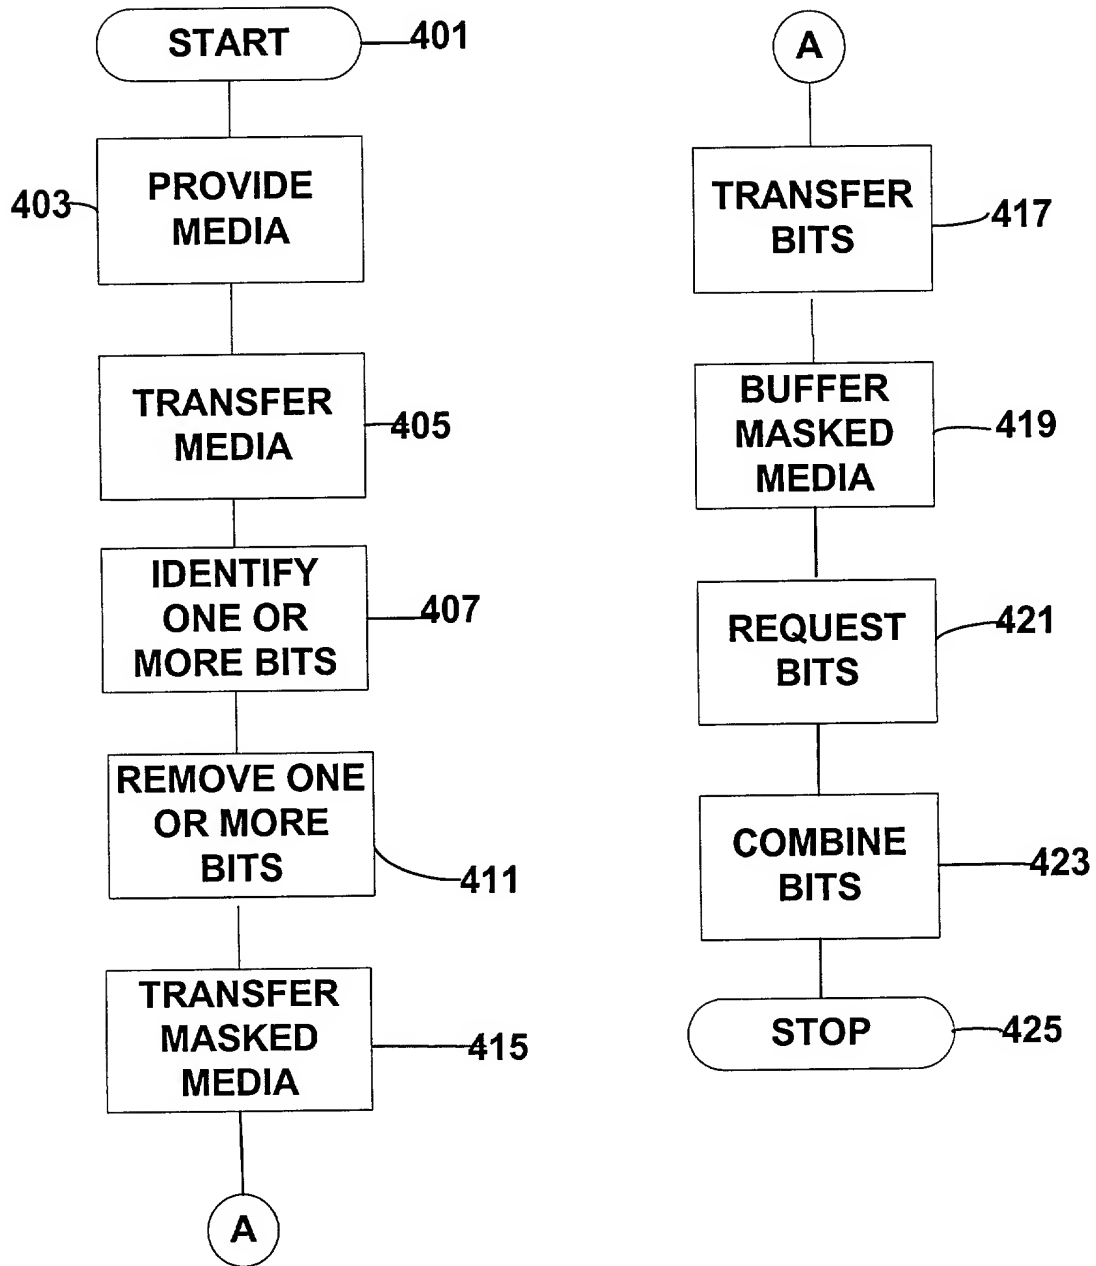 START
401
403
PROVIDE
MEDIA
TRANSFER
MEDIA
405
IDENTIFY
ONE OR
MORE BITS
407
REMOVE ONE
OR MORE
BITS
411
TRANSFER
MASKED
MEDIA
415
A
A
TRANSFER
BITS
417
BUFFER
MASKED
MEDIA
419
REQUEST
BITS
421
COMBINE
BITS
423
STOP
425